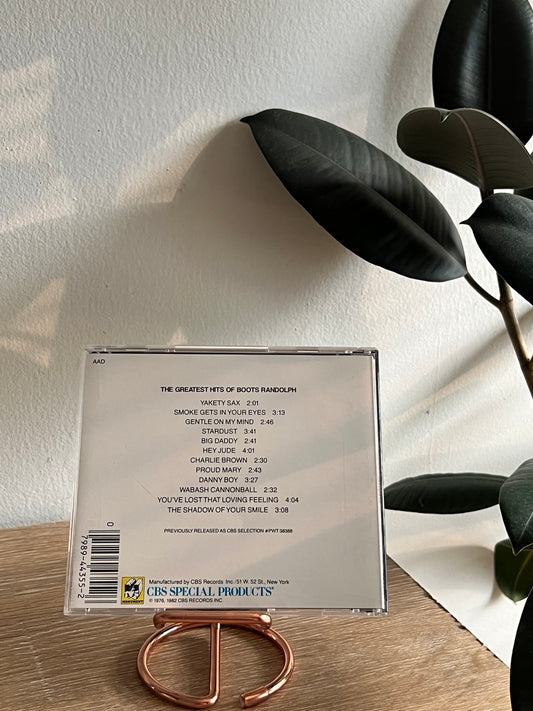 AAD
THE GREATEST HITS OF BOOTS RANDOLPH
YAKETY SAX 2:01
SMOKE GETS IN YOUR EYES 3:13
GENTLE ON MY MIND 2:46
STARDUST 3:41
BIG DADDY 2:41
HEY JUDE 4:01
CHARLIE BROWN 2:30
PROUD MARY 2:43
DANNY BOY 3:27
WABASH CANNONBALL 2:32
YOU'VE LOST THAT LOVING FEELING 4:04
THE SHADOW OF YOUR SMILE 3:08
PREVIOUSLY RELEASED AS CBS SELECTION #PWT 38388
0
7989-44355-2
Manufactured by CBS Records Inc./51 W. 52 St., New York
CBS SPECIAL PRODUCTS
© 1976, 1982 CBS RECORDS INC